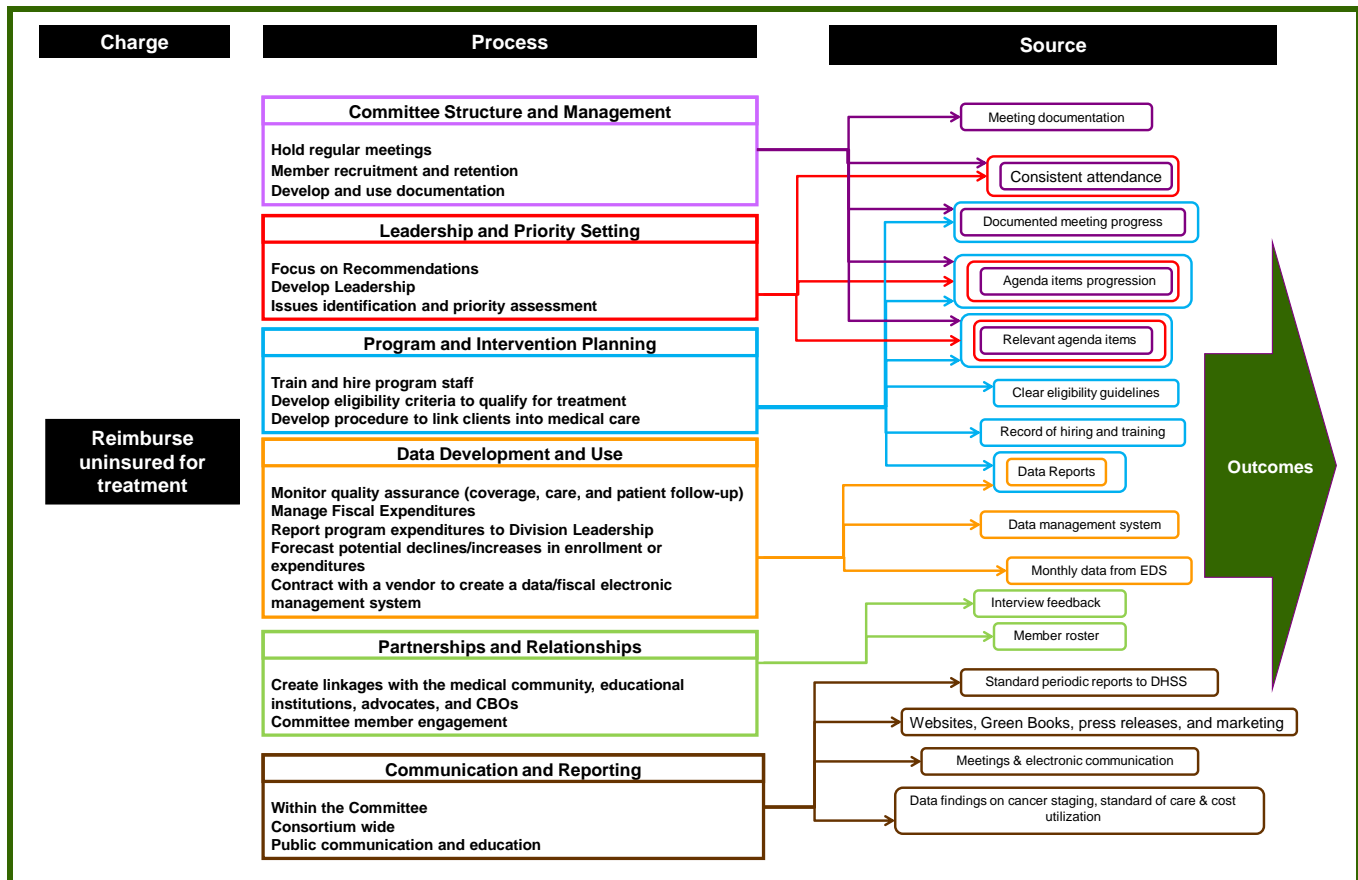 Charge
Process
Source
Reimburse
uninsured for
treatment
Committee Structure and Management
Hold regular meetings
Member recruitment and retention
Develop and use documentation
Leadership and Priority Setting
Focus on Recommendations
Develop Leadership
Issues identification and priority assessment
Program and Intervention Planning
Train and hire program staff
Develop eligibility criteria to qualify for treatment
Develop procedure to link clients into medical care
Data Development and Use
Monitor quality assurance (coverage, care, and patient follow-up)
Manage Fiscal Expenditures
Report program expenditures to Division Leadership
Forecast potential declines/increases in enrollment or
expenditures
Contract with a vendor to create a data/fiscal electronic
management system
Partnerships and Relationships
Create linkages with the medical community, educational
institutions, advocates, and CBOs
Committee member engagement
Communication and Reporting
Within the Committee
Consortium wide
Public communication and education
Meeting documentation
Consistent attendance
Documented meeting progress
Agenda items progression
Relevant agenda items
Clear eligibility guidelines
Record of hiring and training
Data Reports
Data management system
Monthly data from EDS
Interview feedback
Member roster
Standard periodic reports to DHSS
Websites, Green Books, press releases, and marketing
Meetings & electronic communication
Data findings on cancer staging, standard of care & cost
utilization
Outcomes